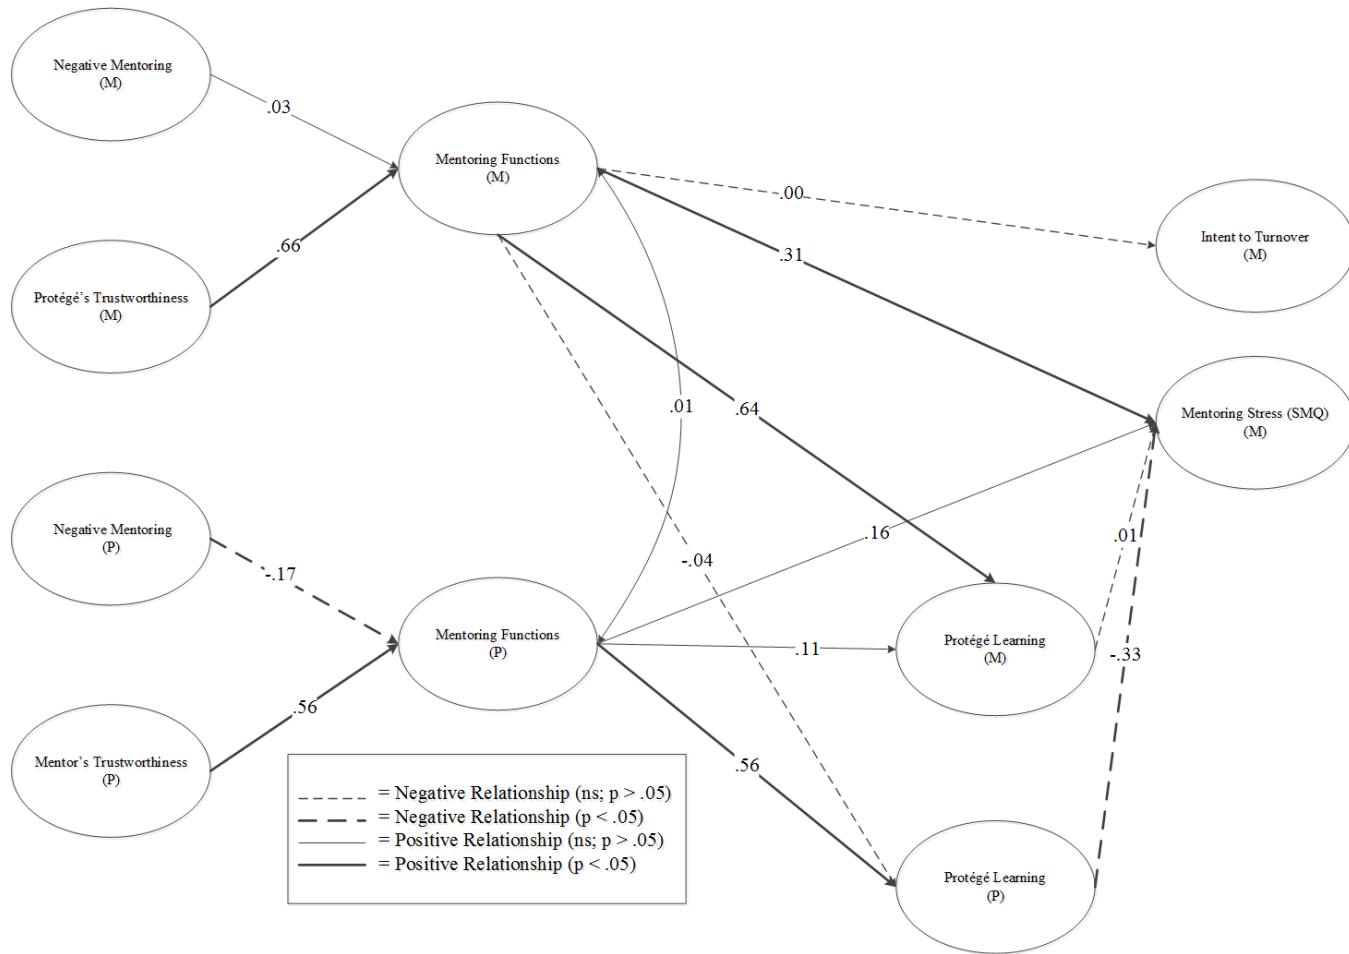 Negative Mentoring
(M)
.03
Mentoring Functions
(M)
.00
Intent to Turnover
(M)
Protégé's Trustworthiness
(M)
.66
.31
.01
.64
Mentoring Stress (SMQ)
(M)
Negative Mentoring
(P)
-.17
-.04
.16
.01
Mentoring Functions
(P)
.11
Protégé Learning
(M)
-.33
Mentor's Trustworthiness
(P)
.56
.56
Protégé Learning
(P)
= Negative Relationship (ns; p > .05)
= Negative Relationship (p < .05)
= Positive Relationship (ns; p > .05)
= Positive Relationship (p < .05)